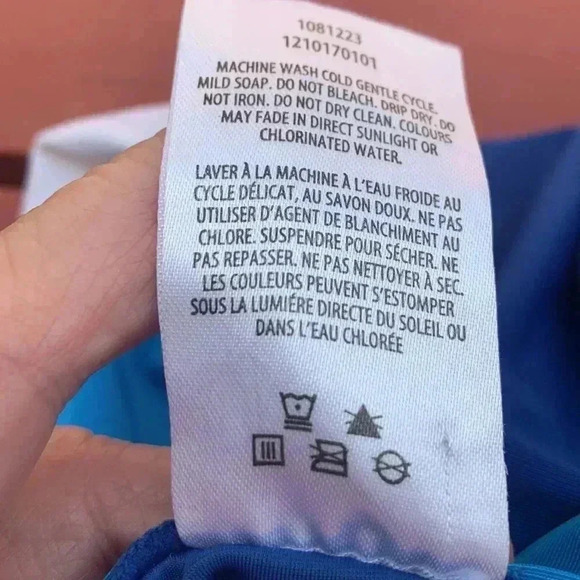 1081223
1210170101
MACHINE WASH COLD GENTLE CYCLE.
MILD SOAP. DO NOT BLEACH. DRIP DRY. DO
NOT IRON. DO NOT DRY CLEAN. COLOURS
MAY FADE IN DIRECT SUNLIGHT OR
CHLORINATED WATER.
LAVER À LA MACHINE À L'EAU FROIDE AU
CYCLE DÉLICAT, AU SAVON DOUX. NE PAS
UTILISER D'AGENT DE BLANCHIMENT AU
CHLORE. SUSPENDRE POUR SÉCHER. NE
PAS REPASSER. NE PAS NETTOYER À SEC.
LES COULEURS PEUVENT S'ESTOMPER
SOUS LA LUMIÉRE DIRECTE DU SOLEIL OU
DANS L'EAU CHLORÉE